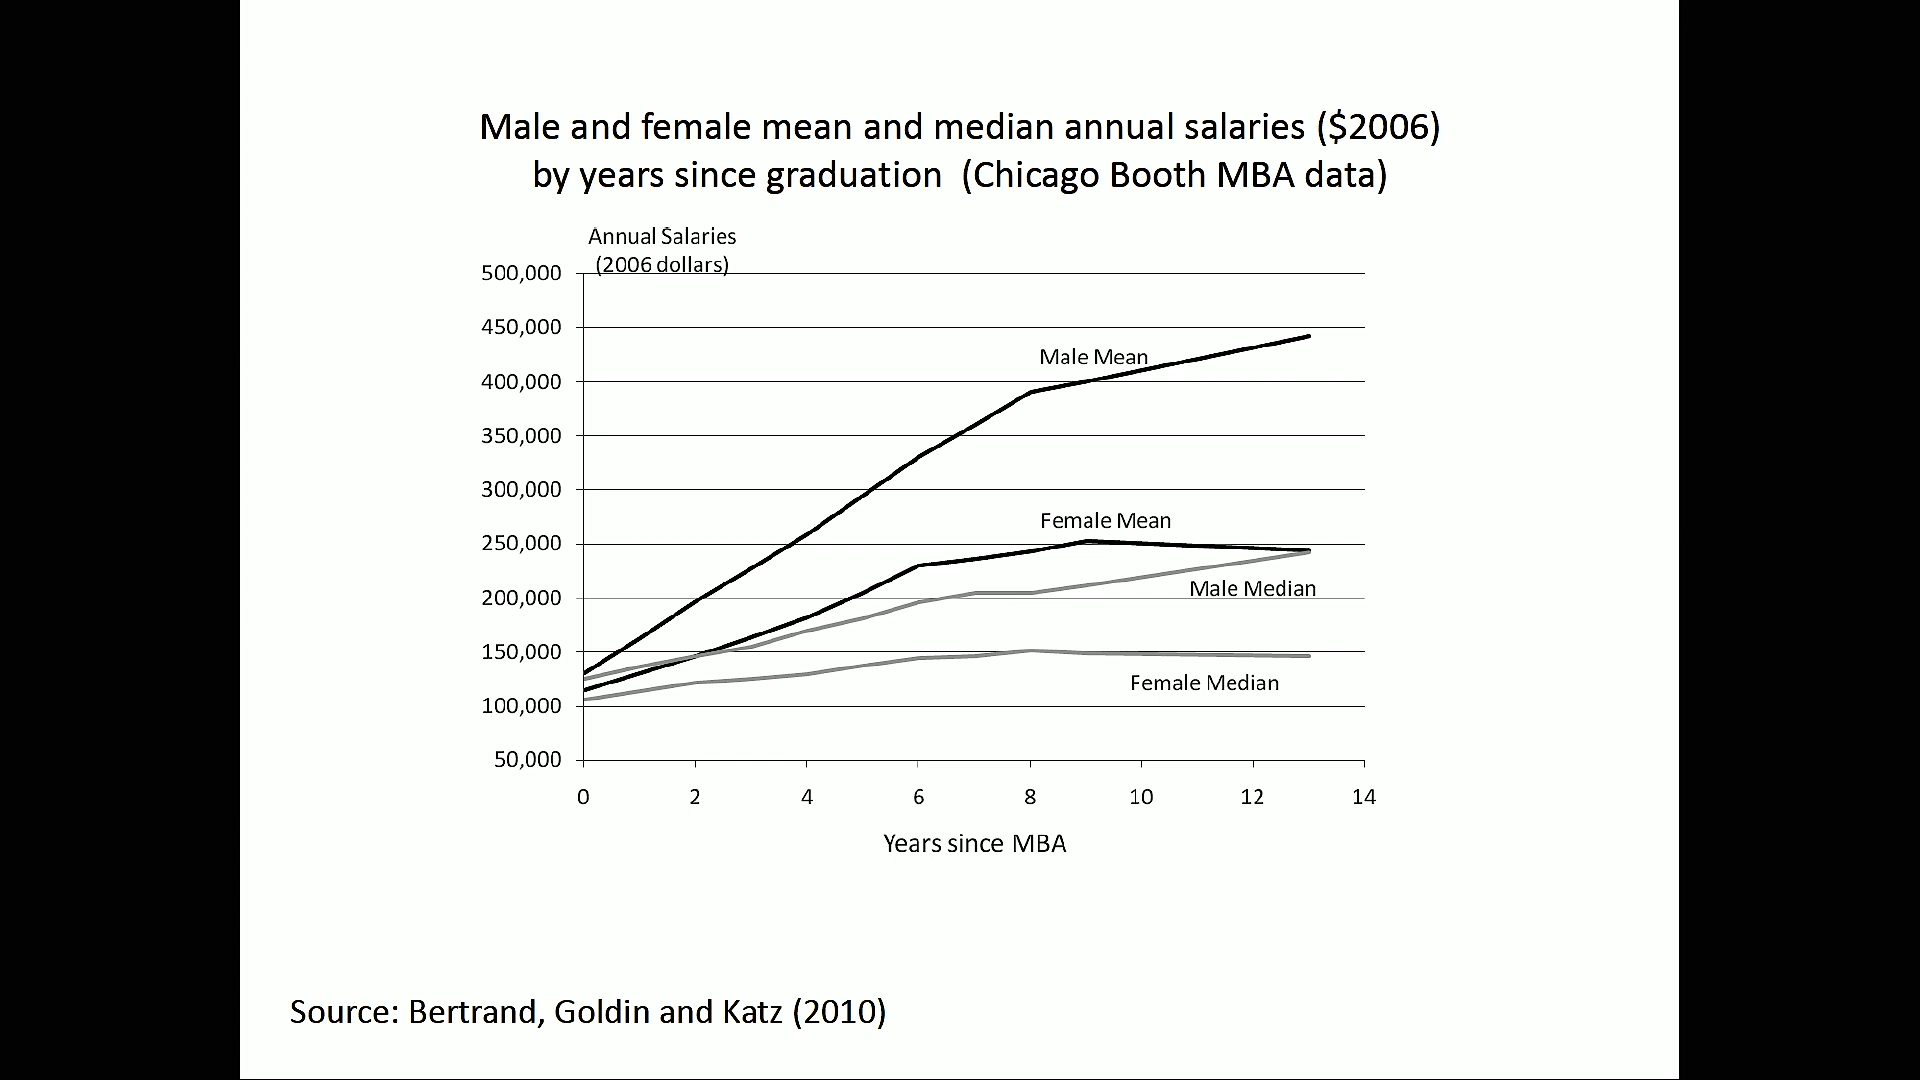 Male and female mean and median annual salaries ($2006)
by years since graduation (Chicago Booth MBA data)
Annual Salaries
(2006 dollars)
500,000
450,000
Male Mean
400,000
350,000
300,000
Female Mean
250,000
Male Median
200,000
150,000
Female Median
100,000
50,000
0 2 4 6 8 10 12 14
Years since MBA
Source: Bertrand, Goldin and Katz (2010)